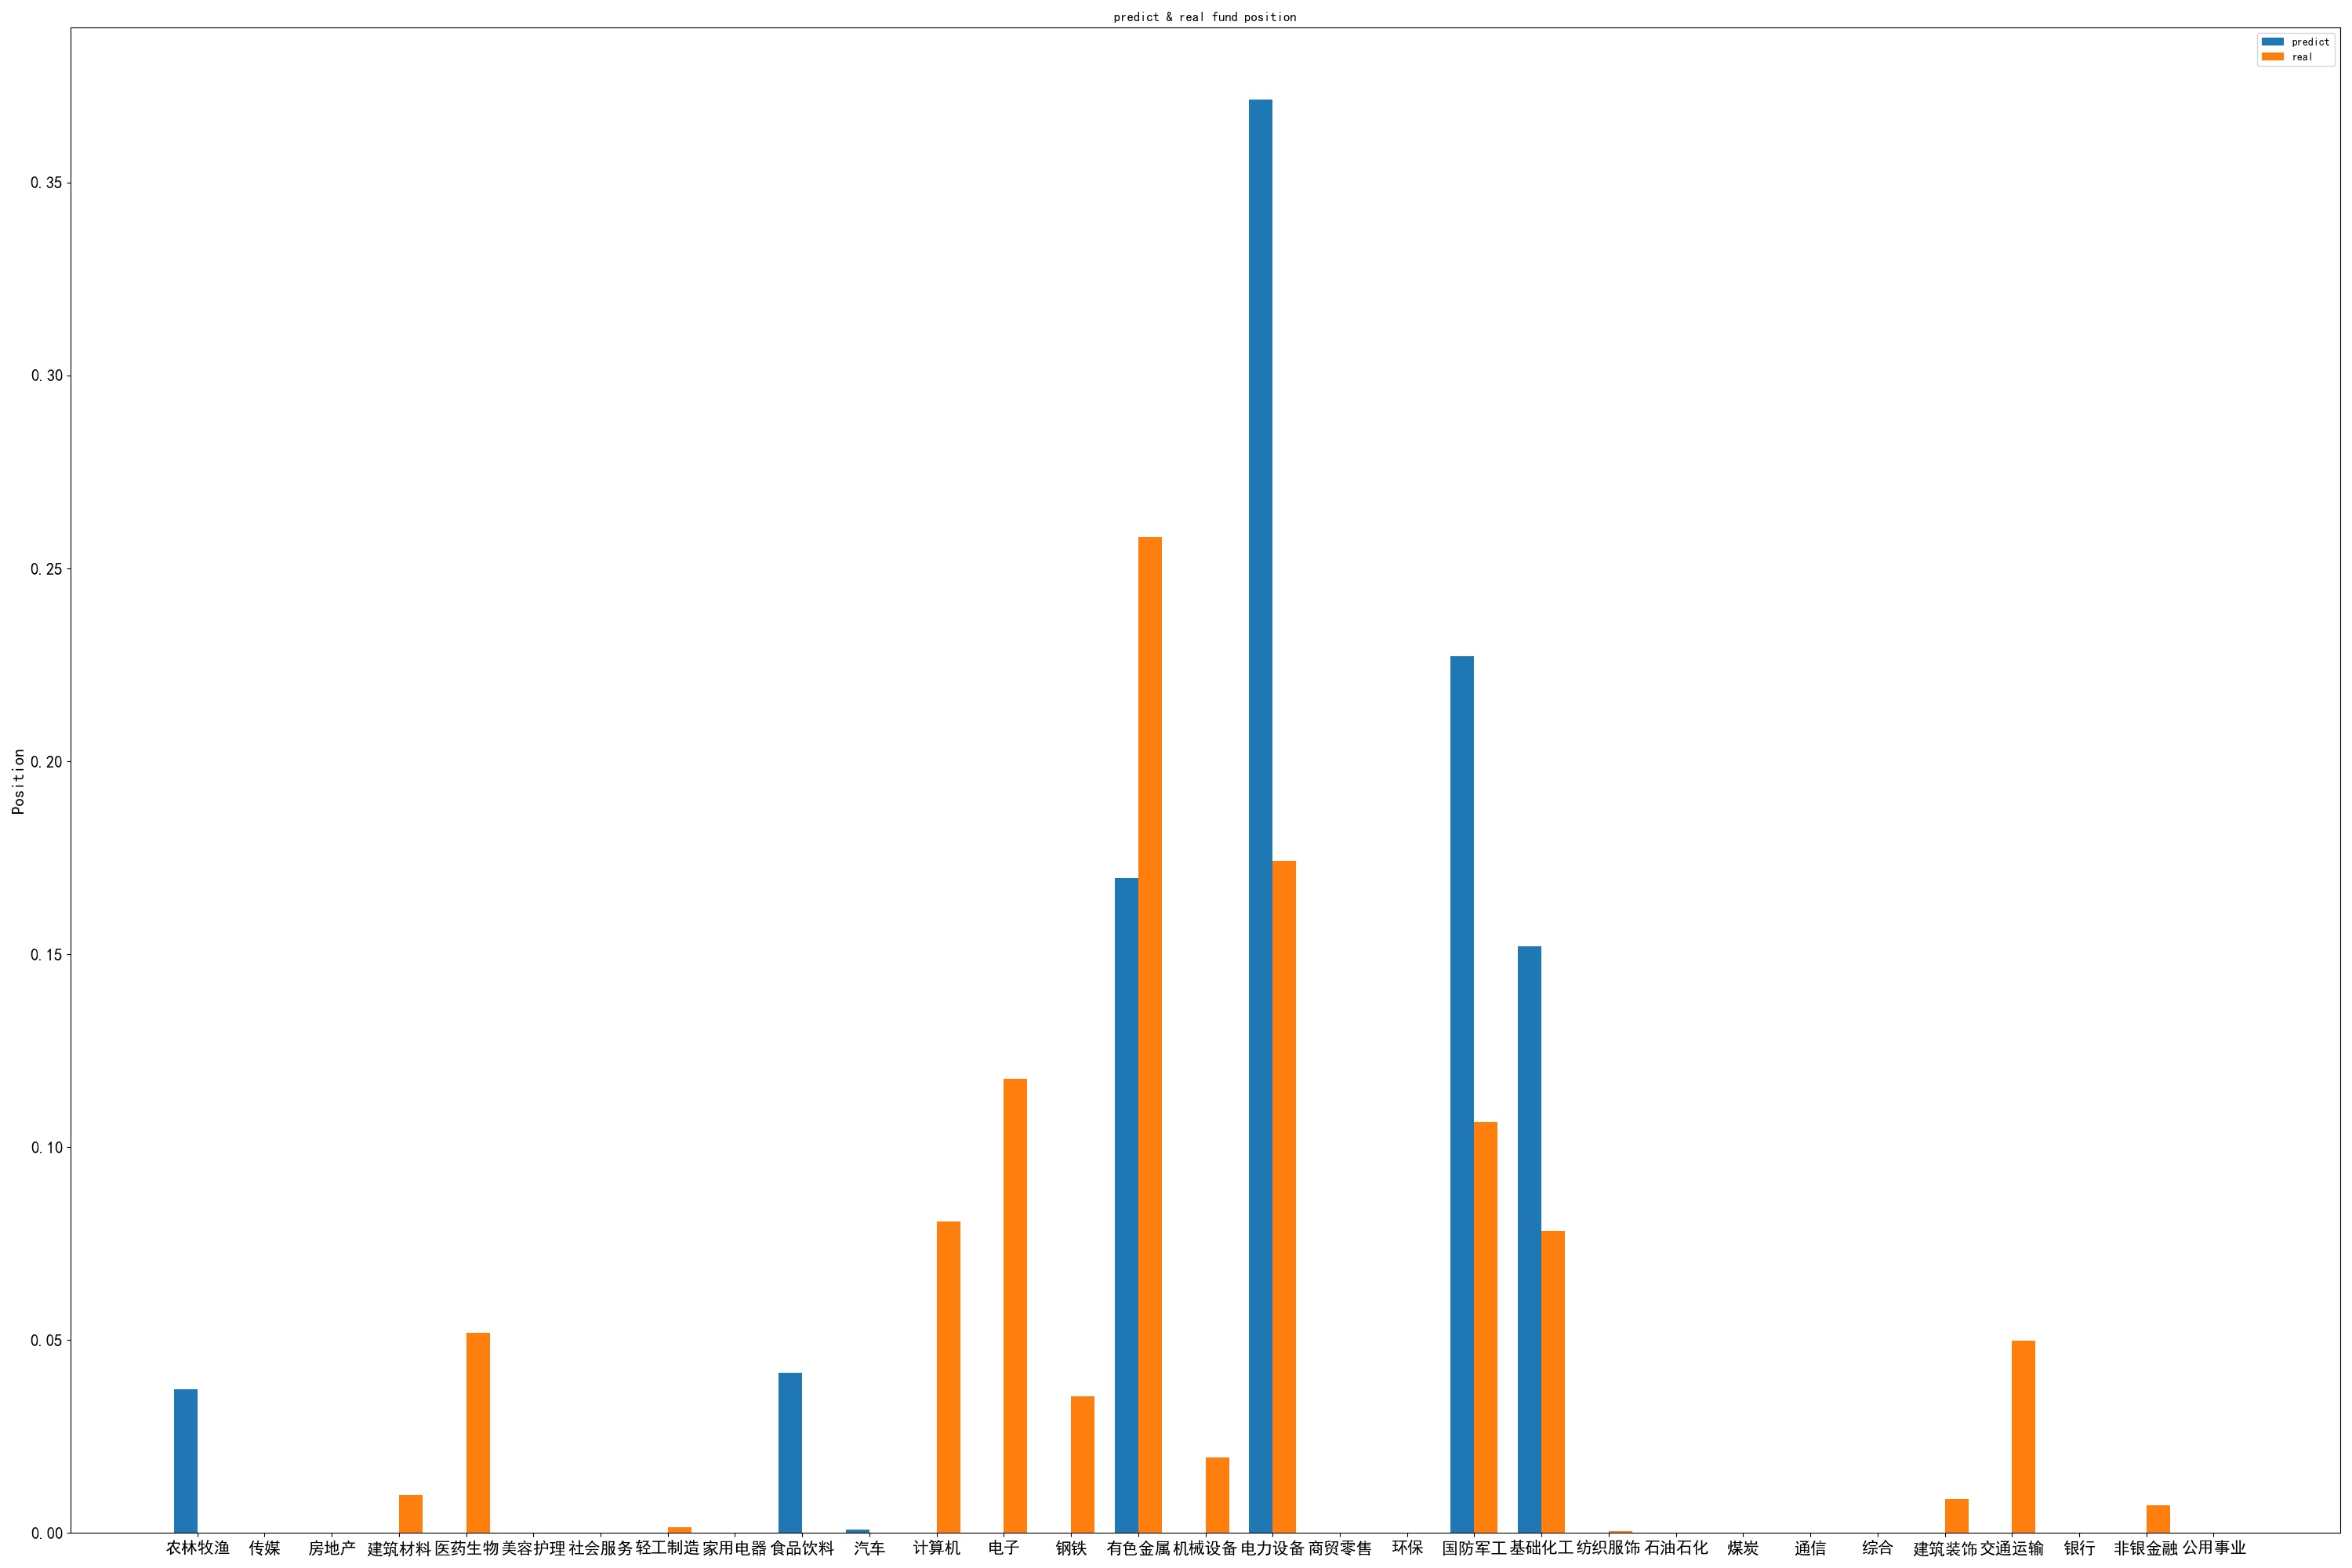 predict & real fund position
predict
real
0.35
0.30
0.25
0.20
0.15
0.10
0.05
0.00
Position
农林牧渔 传媒 房地产 建筑材料 医药生物 美容护理 社会服务 轻工制造 家用电器 食品饮料 汽车 计算机 电子 钢铁 有色金属 机械设备 电力设备 商贸零售 环保 国防军工 基础化工 纺织服饰 石油石化 煤炭 通信 综合 建筑装饰 交通运输 银行 非银金融 公用事业